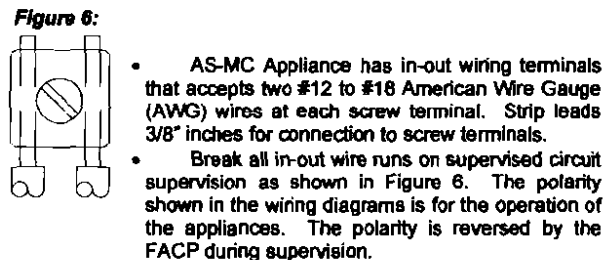 Figure 6:
• AS-MC Appliance has in-out wiring terminals
that accepts two #12 to #18 American Wire Gauge
(AWG) wires at each screw terminal. Strip leads
3/8" inches for connection to screw terminals.
• Break all in-out wire runs on supervised circuit
supervision as shown in Figure 6. The polarity
shown in the wiring diagrams is for the operation of
the appliances. The polarity is reversed by the
FACP during supervision.